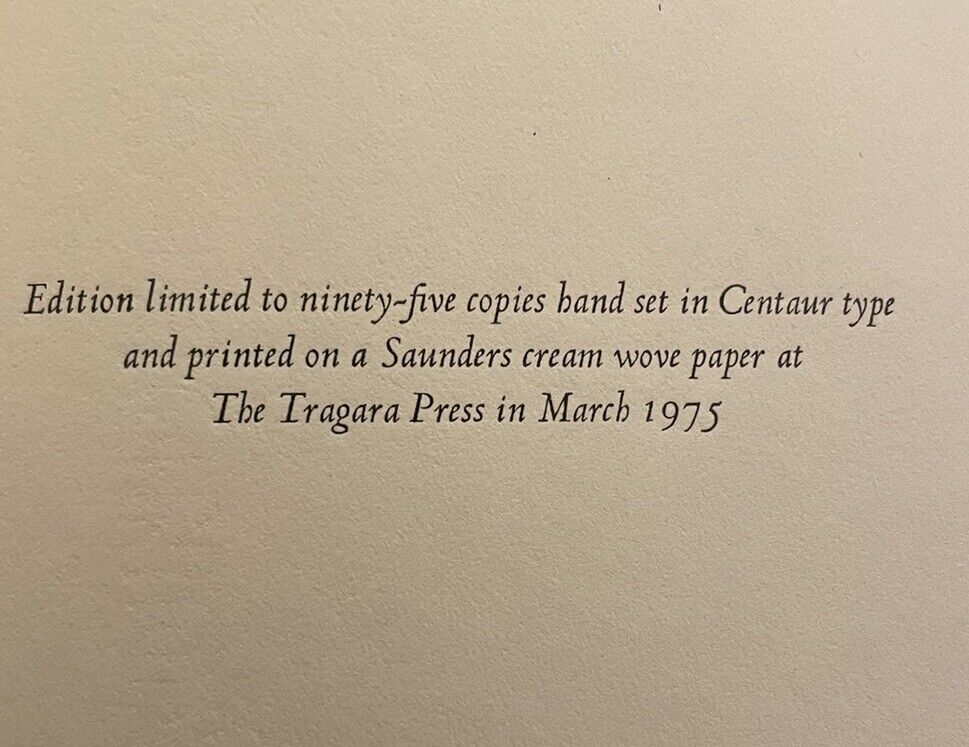 Edition limited to ninety-five copies hand set in Centaur type
and printed on a Saunders cream wove paper at
The Tragara Press in March 1975